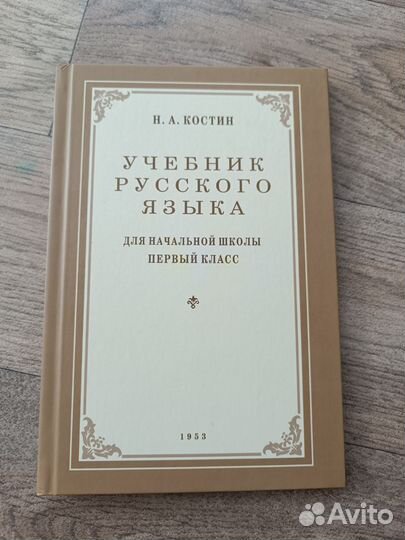 Н. А. КОСТИН
УЧЕБНИК
РУССКОГО
ЯЗЫКА
ДЛЯ НАЧАЛЬНОЙ ШКОЛЫ
ПЕРВЫЙ КЛАСС
1953
Avito